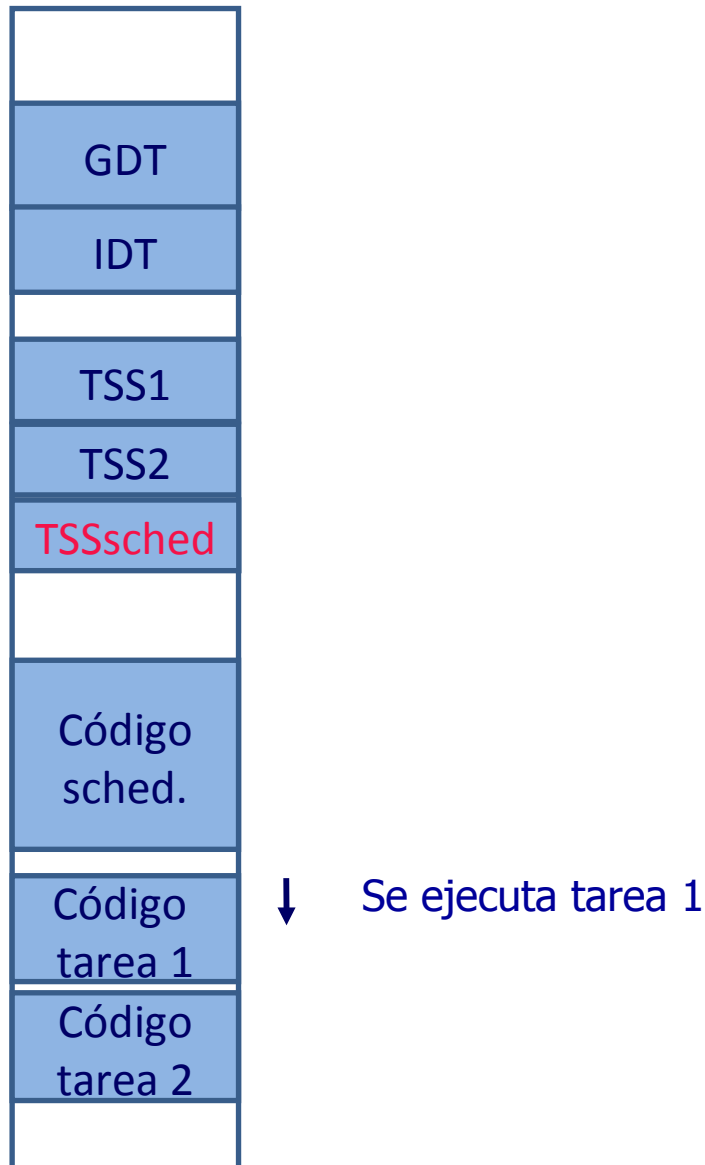 GDT
IDT
TSS1
TSS2
TSSsched
Código
sched.
Código
tarea 1
Se ejecuta tarea 1
Código
tarea 2